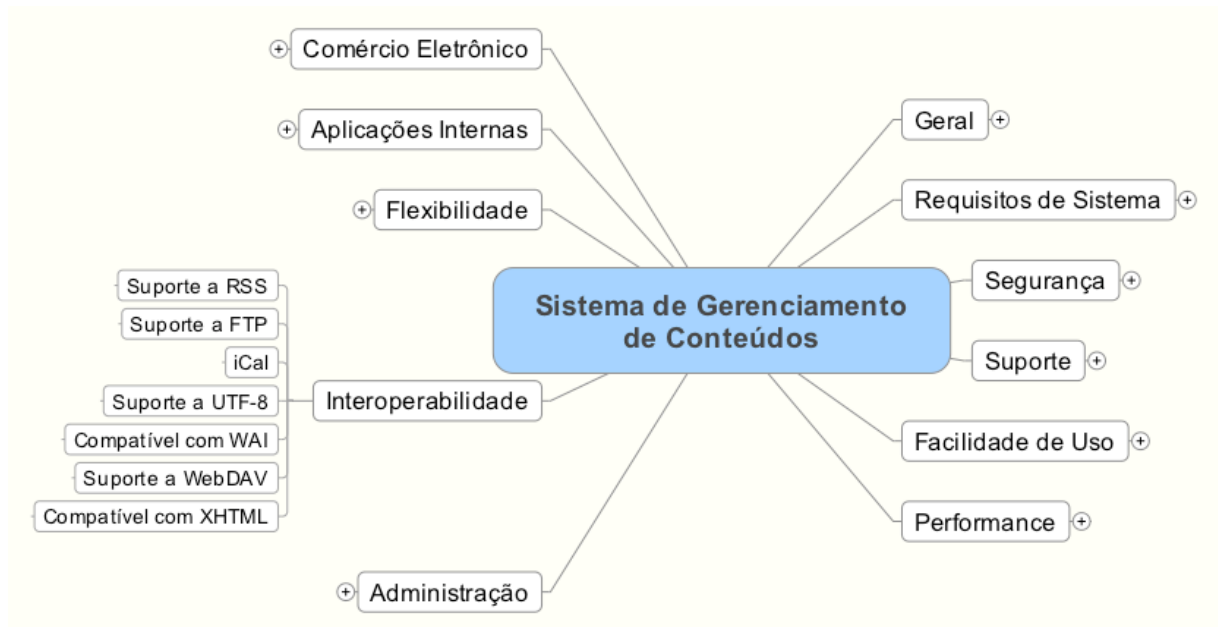 Comércio Eletrônico
Aplicações Internas
Flexibilidade
Suporte a RSS
Suporte a FTP
iCal
Suporte a UTF-8
Compatível com WAI
Suporte a WebDAV
Compatível com XHTML
Interoperabilidade
Administração
Sistema de Gerenciamento
de Conteúdos
Geral
Requisitos de Sistema
Segurança
Suporte
Facilidade de Uso
Performance